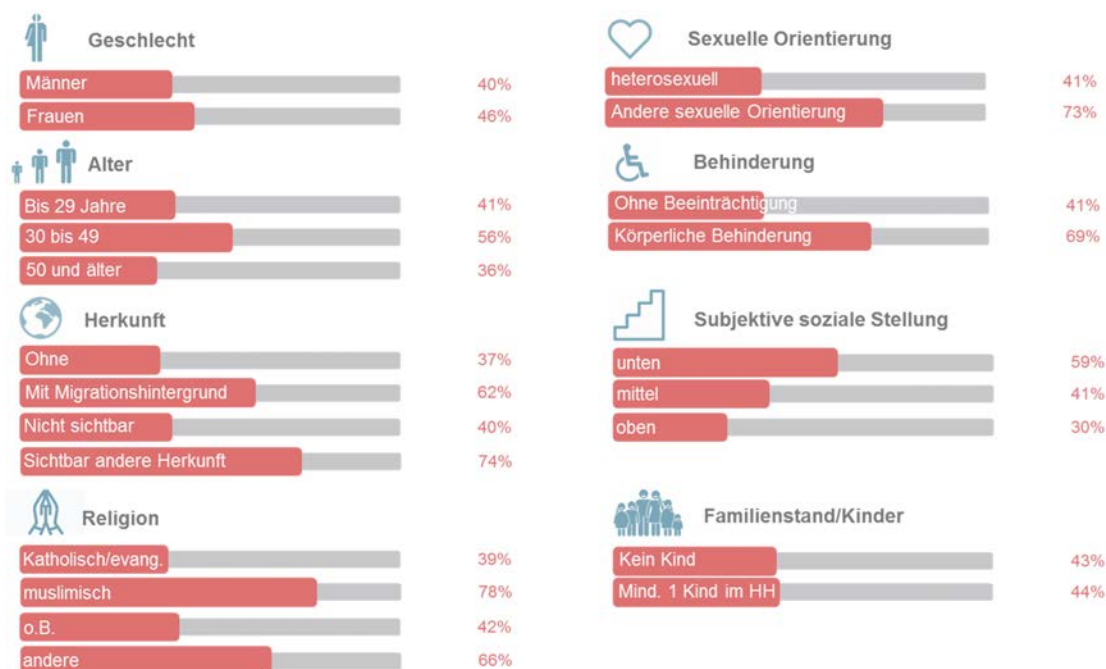 Geschlecht
Männer 40%
Frauen 46%
Alter
Bis 29 Jahre 41%
30 bis 49 56%
50 und älter 36%
Herkunft
Ohne 37%
Mit Migrationshintergrund 62%
Nicht sichtbar 40%
Sichtbar andere Herkunft 74%
Religion
Katholisch/evang. 39%
muslimisch 78%
o.B. 42%
andere 66%
Sexuelle Orientierung
heterosexuell 41%
Andere sexuelle Orientierung 73%
Behinderung
Ohne Beeinträchtigung 41%
Körperliche Behinderung 69%
Subjektive soziale Stellung
unten 59%
mittel 41%
oben 30%
Familienstand/Kinder
Kein Kind 43%
Mind. 1 Kind im HH 44%